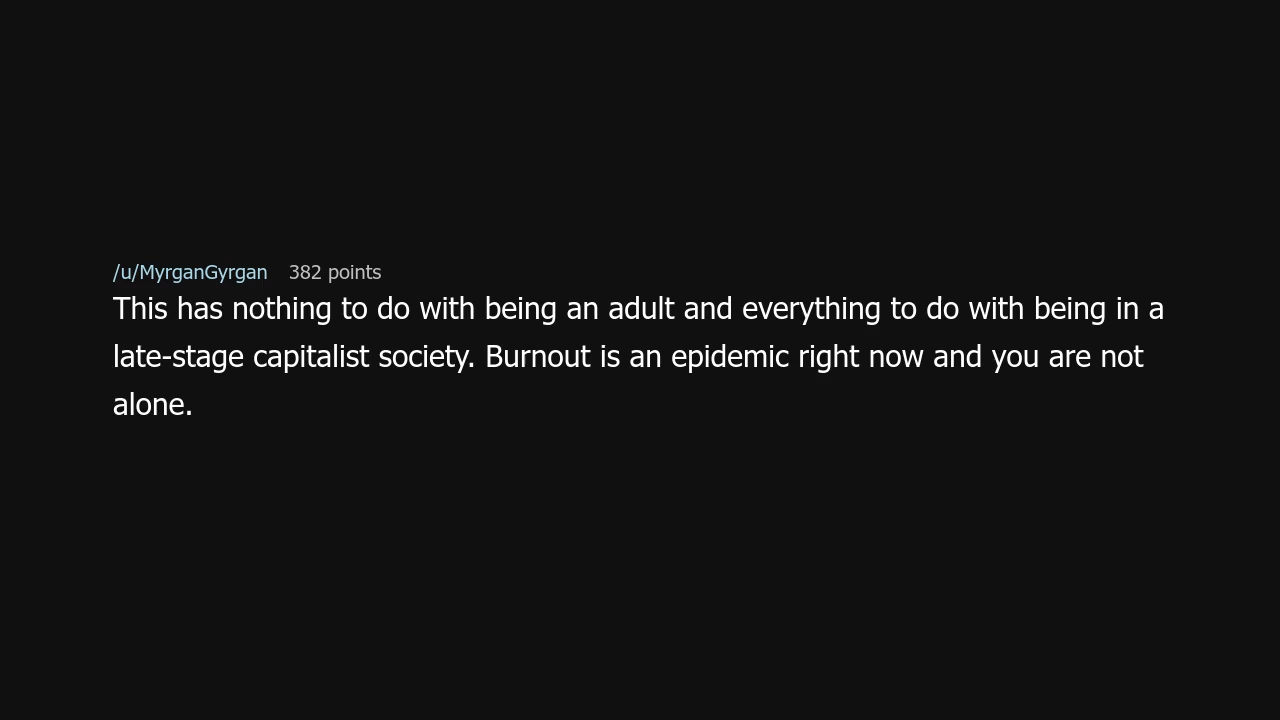 /u/MyrganGyrgan 382 points
This has nothing to do with being an adult and everything to do with being in a
late-stage capitalist society. Burnout is an epidemic right now and you are not
alone.